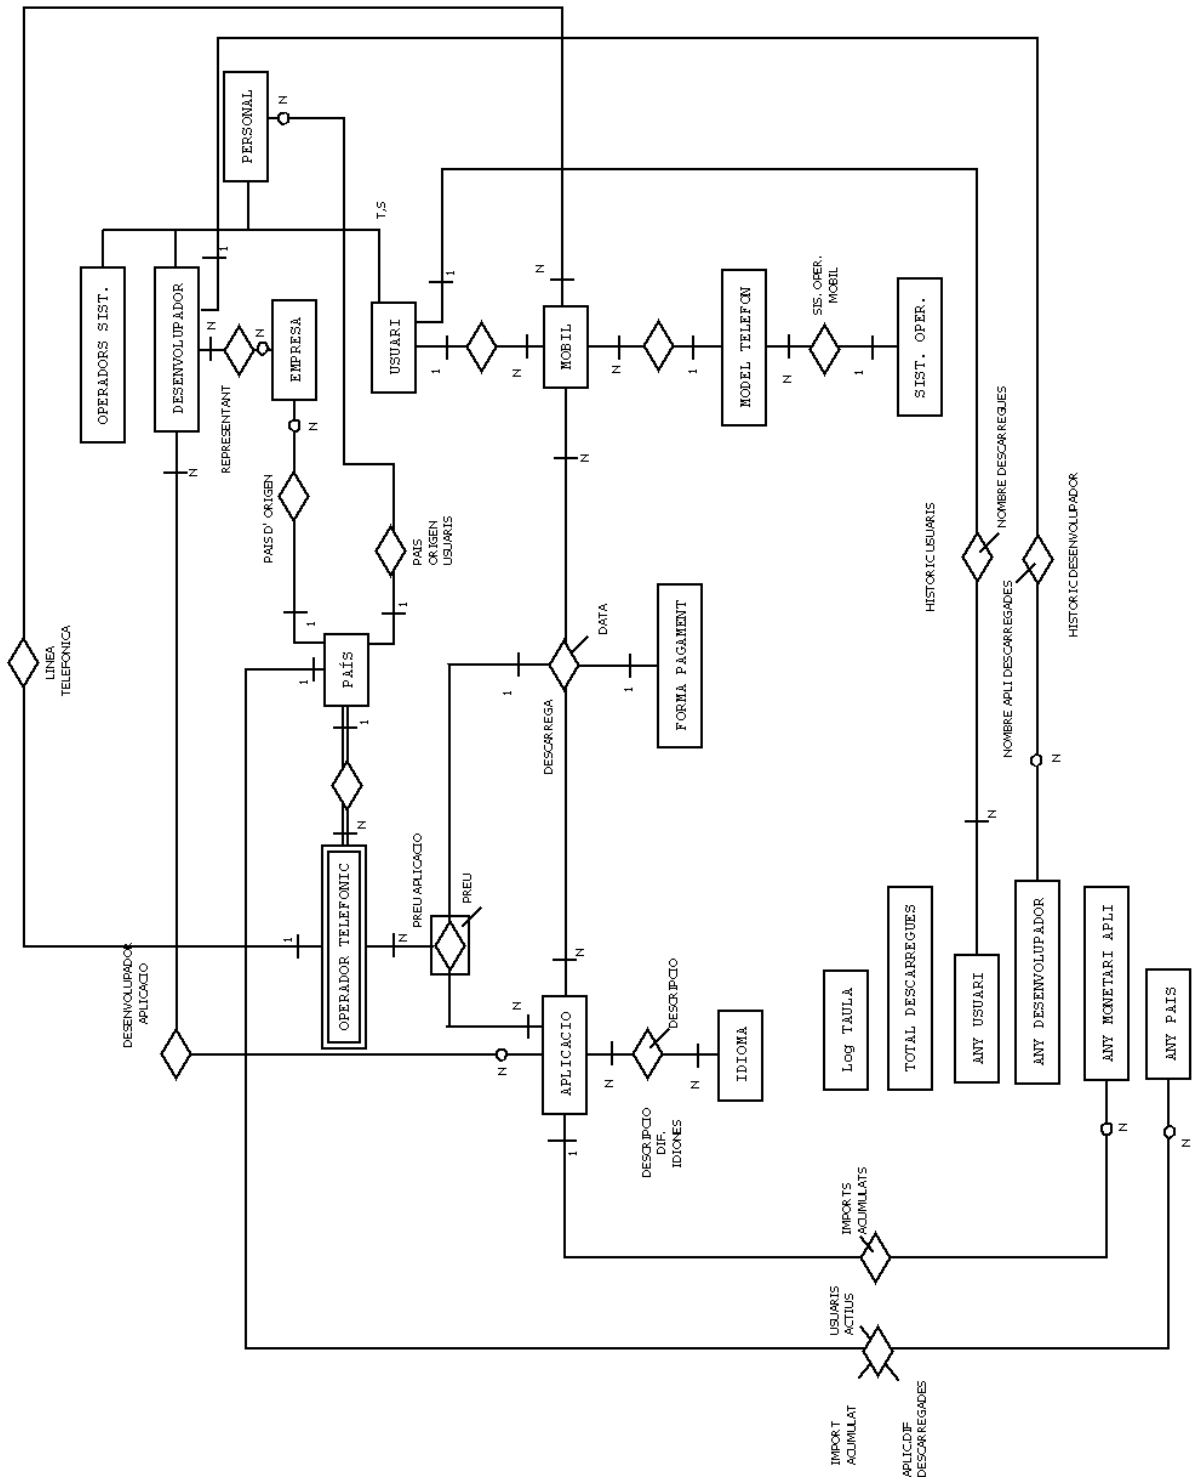 PERSONAL
N
T,S
OPERADORS SIST.
DESENVOLUPADOR
1
N
REPRESENTANT
N
EMPRESA
N
N
PAIS D' ORIGEN
1
PAIS
ORIGEN
USUARIS
1
USUARI
1
1
N
MOBIL
N
N
N
1
MODEL TELEFON
N
SIS. OPER.
MOBIL
1
SIST. OPER.
LINEA
TELEFONICA
1
PAÍS
1
N
OPERADOR TELEFONIC
1
N
PREU APLICACIO
PREU
1
DESCARREGA
DATA
1
FORMA PAGAMENT
HISTORIC USUARIS
NOMBRE DESCARREGUES
NOMBRE APLI DESCARREGADES
HISTORIC DESENVOLUPADOR
N
N
DESENVOLUPADOR
APLICACIO
N
N
N
APLICACIO
1
N
DESCRIPCIO
DESCRIPCIO
DIF.
IDIONES
N
IDIOMA
Log TAULA
TOTAL DESCARREGUES
ANY USUARI
ANY DESENVOLUPADOR
ANY MONETARI APLI
ANY PAIS
N
N
IMPORTS
ACUMULATS
USUARIS
ACTIUS
IMPORT
ACUMULAT
APLIC.DIF
DESCARREGADES